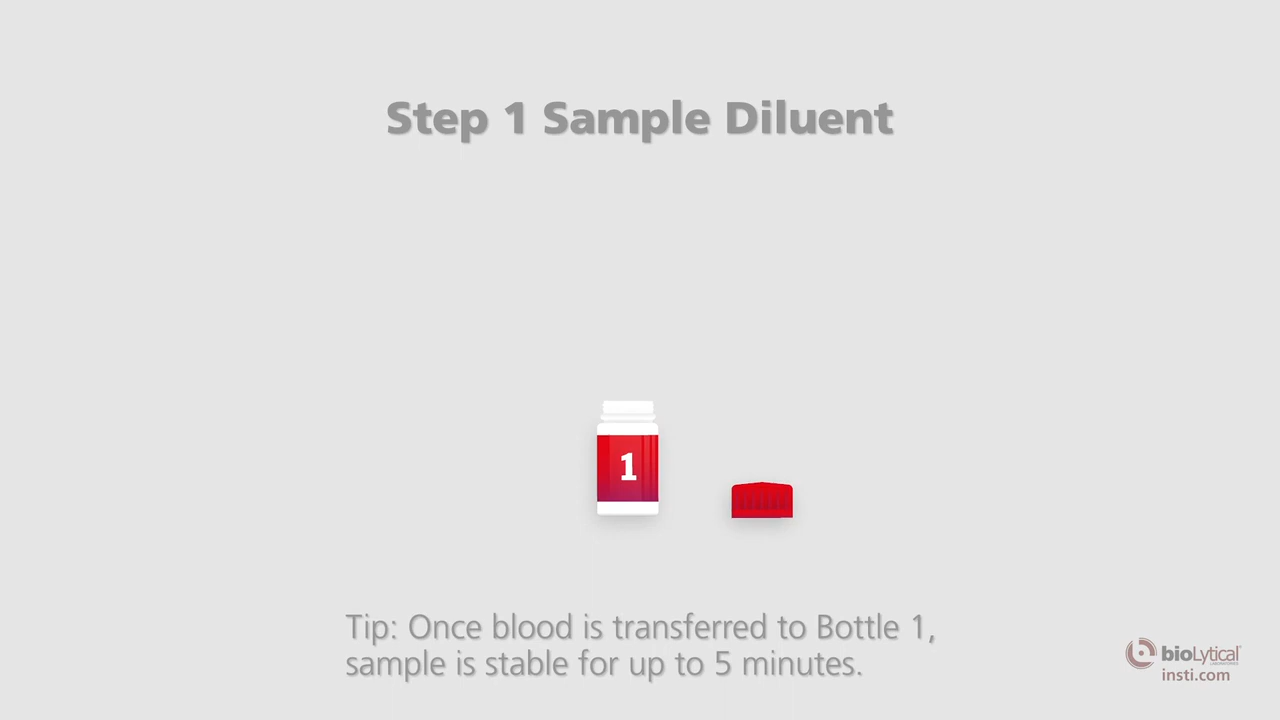 Step 1 Sample Diluent
1
Tip: Once blood is transferred to Bottle 1,
sample is stable for up to 5 minutes.
bioLytical
LABORATORIES
insti.com